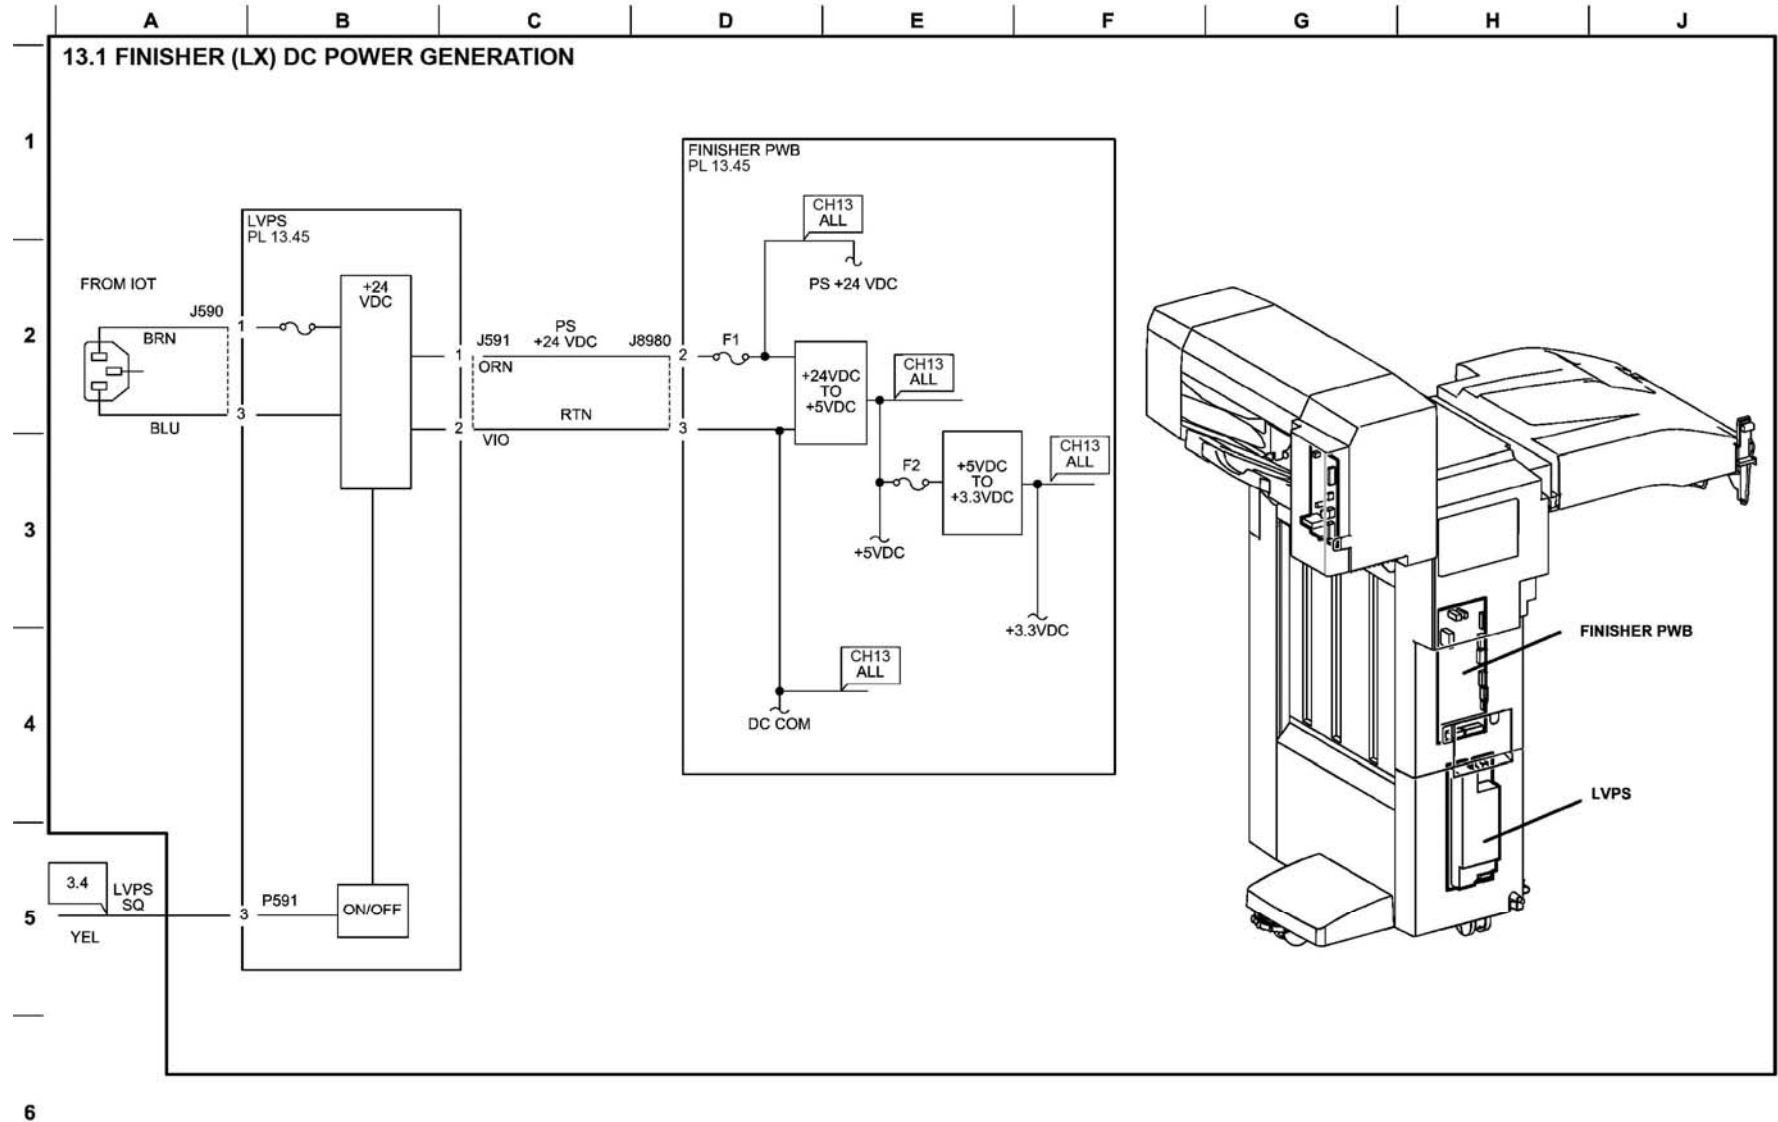 A B C D E F G H J
13.1 FINISHER (LX) DC POWER GENERATION
1
FINISHER PWB
PL 13.45
CH13
ALL
LVPS
PL 13.45
FROM IOT
+24
VDC
PS +24 VDC
J590
2
1
BRN
J591
PS
+24 VDC
J8980
2
F1
1
ORN
+24VDC
TO
+5VDC
CH13
ALL
3
BLU
RTN
2
VIO
3
CH13
ALL
F2
+5VDC
TO
+3.3VDC
3
+5VDC
+3.3VDC
FINISHER PWB
CH13
ALL
4
DC COM
LVPS
3.4
LVPS
SQ
5
YEL
3
P591
ON/OFF
6